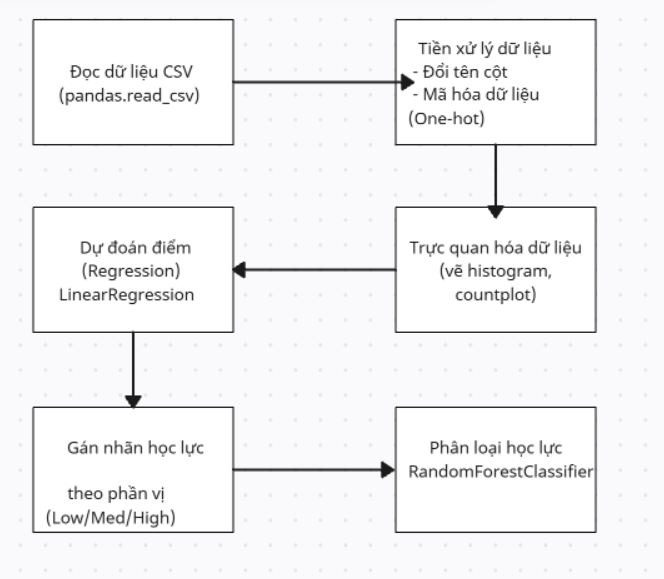 Đọc dữ liệu CSV
(pandas.read_csv)
Tiền xử lý dữ liệu
- Đổi tên cột
- Mã hóa dữ liệu
(One-hot)
Trực quan hóa dữ liệu
(vẽ histogram,
countplot)
Dự đoán điểm
(Regression)
LinearRegression
Gán nhãn học lực
theo phần vị
(Low/Med/High)
Phân loại học lực
RandomForestClassifier